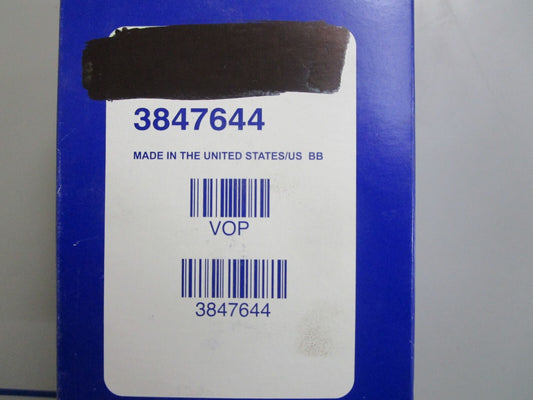 3847644
MADE IN THE UNITED STATES/US BB
VOP
3847644